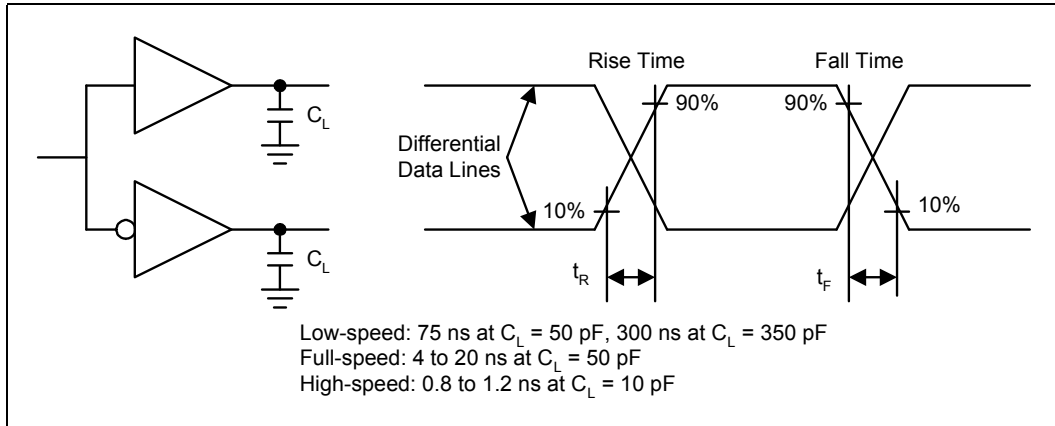 Rise Time
Fall Time
90%
90%
C_L
Differential
Data Lines
10%
10%
C_L
t_R
t_F
Low-speed: 75 ns at C_L = 50 pF, 300 ns at C_L = 350 pF
Full-speed: 4 to 20 ns at C_L = 50 pF
High-speed: 0.8 to 1.2 ns at C_L = 10 pF